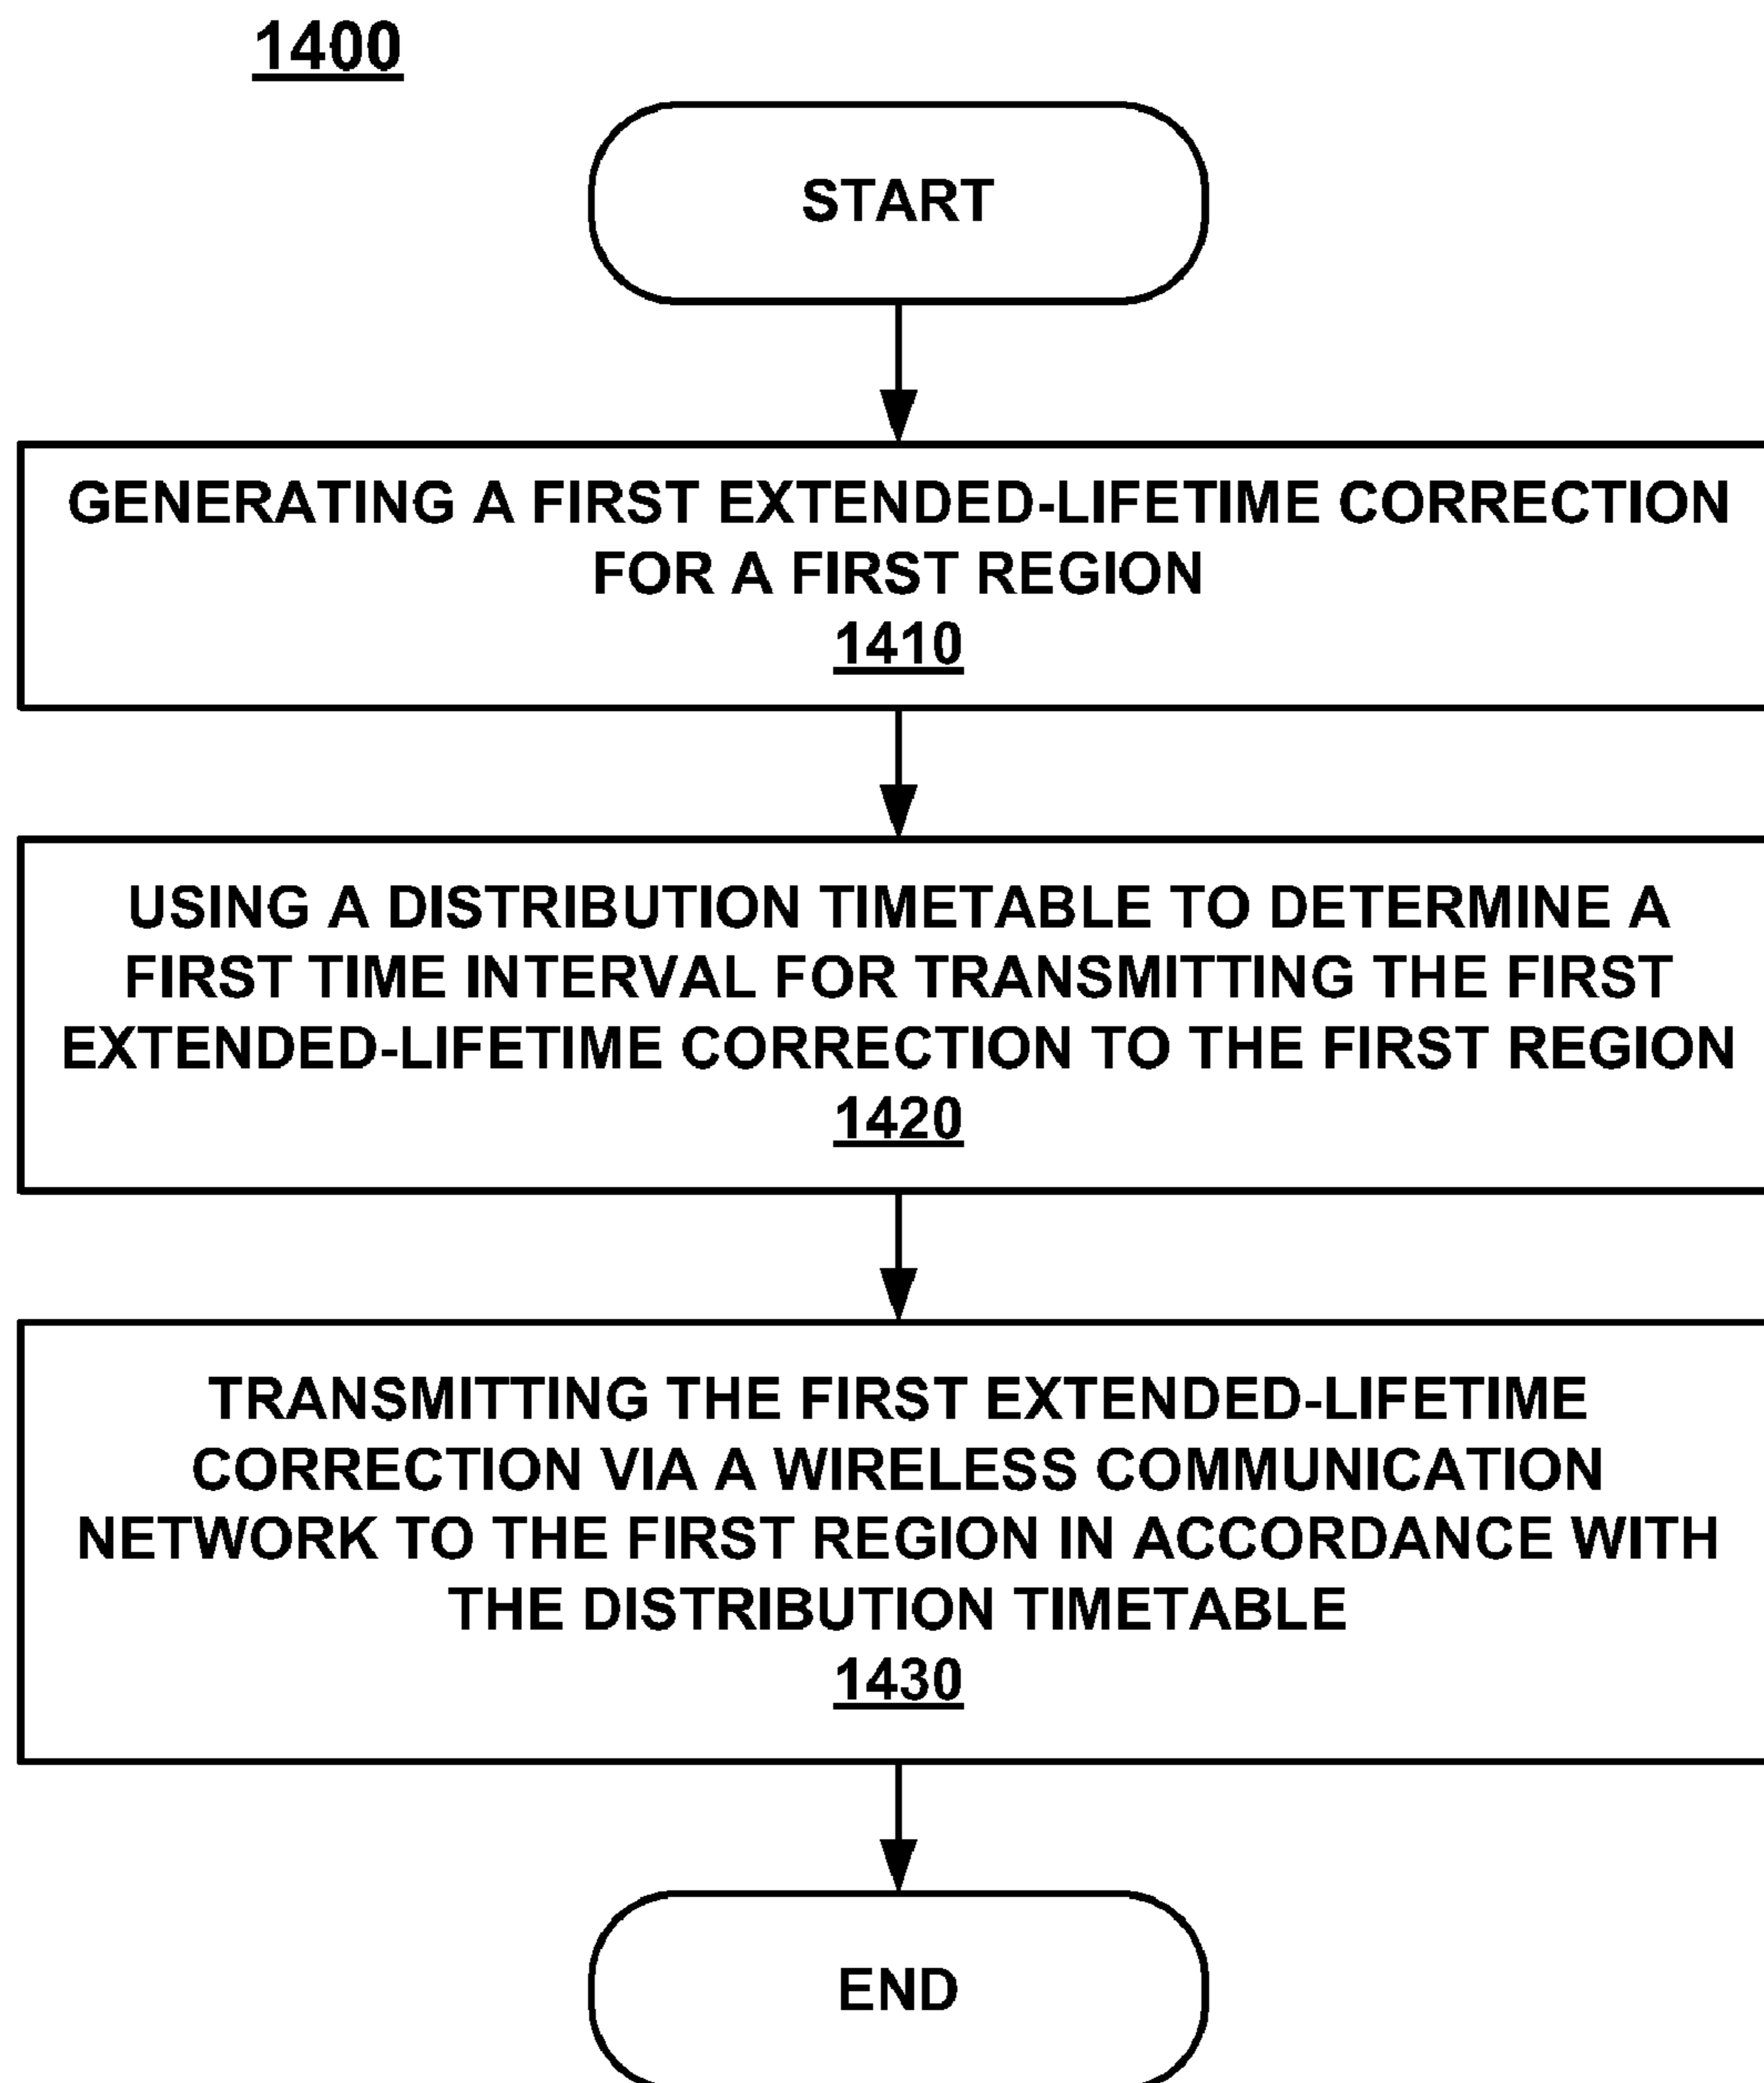 1400
START
GENERATING A FIRST EXTENDED-LIFETIME CORRECTION
FOR A FIRST REGION
1410
USING A DISTRIBUTION TIMETABLE TO DETERMINE A
FIRST TIME INTERVAL FOR TRANSMITTING THE FIRST
EXTENDED-LIFETIME CORRECTION TO THE FIRST REGION
1420
TRANSMITTING THE FIRST EXTENDED-LIFETIME
CORRECTION VIA A WIRELESS COMMUNICATION
NETWORK TO THE FIRST REGION IN ACCORDANCE WITH
THE DISTRIBUTION TIMETABLE
1430
END